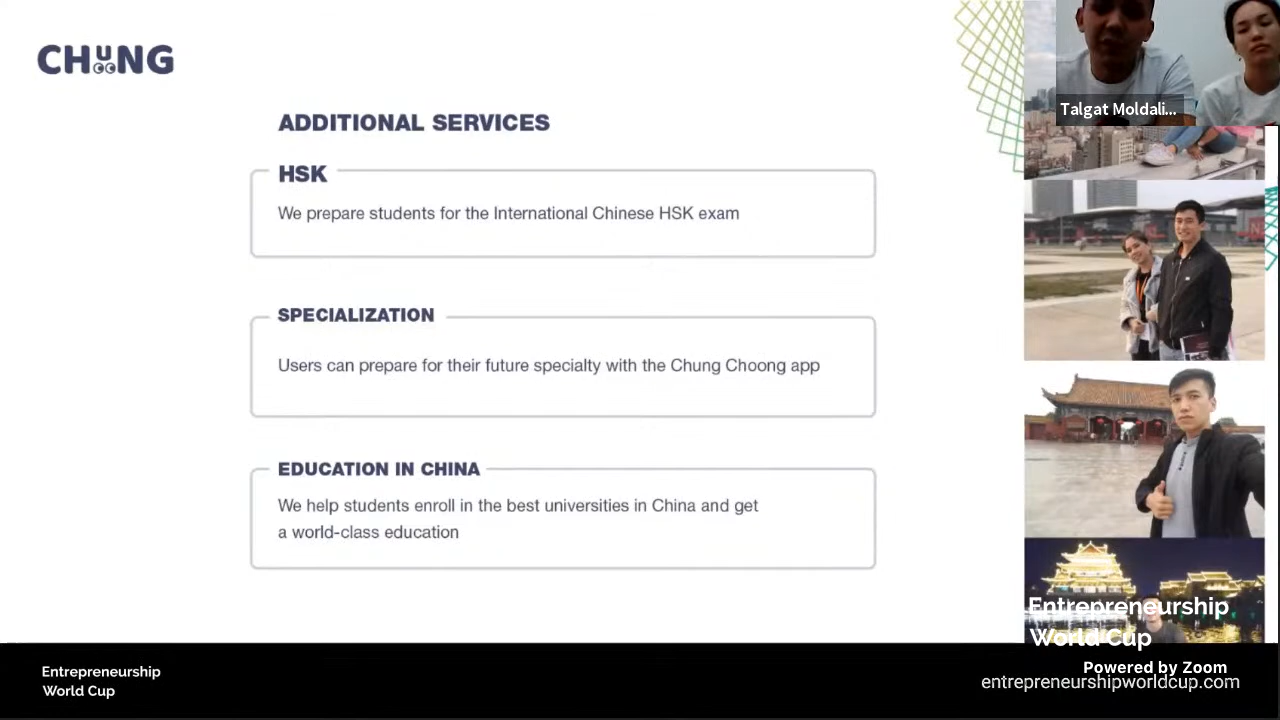 CHUNG
Talgat Moldali...
ADDITIONAL SERVICES
HSK
We prepare students for the International Chinese HSK exam
SPECIALIZATION
Users can prepare for their future specialty with the Chung Choong app
EDUCATION IN CHINA
We help students enroll in the best universities in China and get
a world-class education
Entrepreneurship
World Cup
Entrepreneurship
World Cup
Powered by Zoom
entrepreneurshipworldcup.com